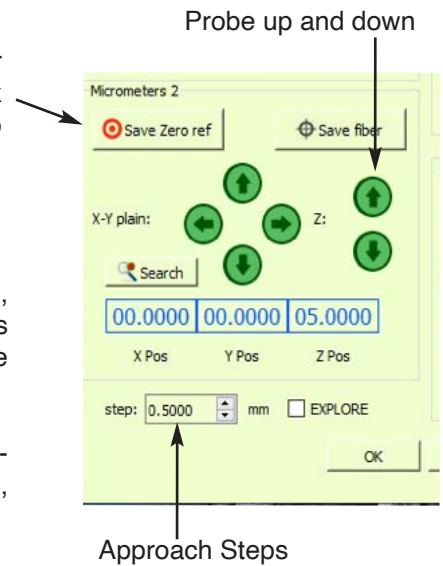 Probe up and down
Micrometers 2
Save Zero ref
Save fiber
X-Y plain:
Z:
Search
00.0000 00.0000 05.0000
X Pos Y Pos Z Pos
step: 0.5000 mm EXPLORE
OK
Approach Steps